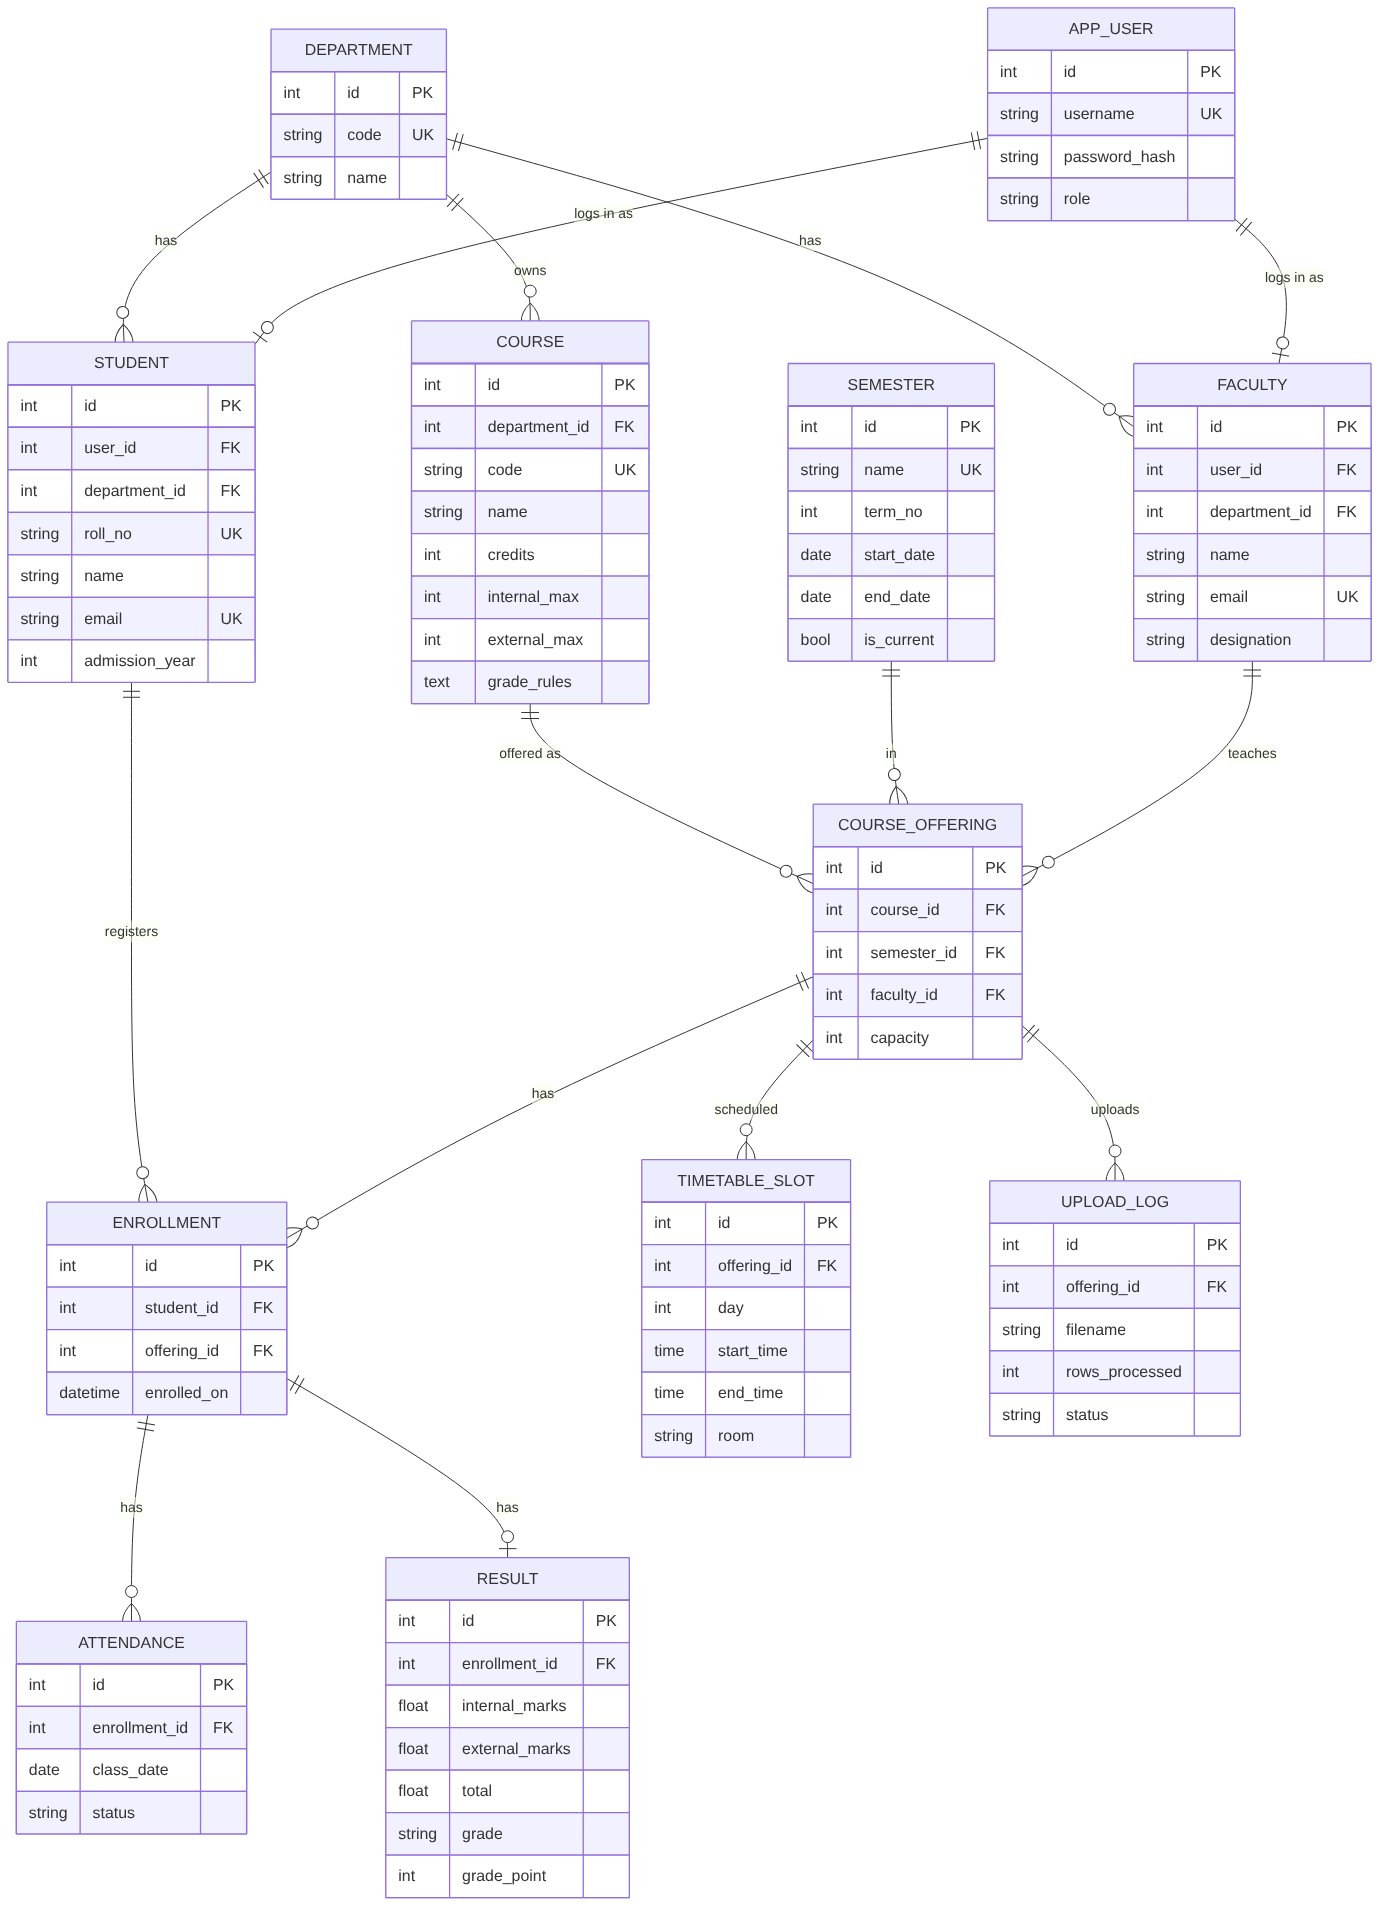 DEPARTMENT
int id PK
string code UK
string name
APP_USER
int id PK
string username UK
string password_hash
string role
has
owns
logs in as
has
logs in as
STUDENT
int id PK
int user_id FK
int department_id FK
string roll_no UK
string name
string email UK
int admission_year
COURSE
int id PK
int department_id FK
string code UK
string name
int credits
int internal_max
int external_max
text grade_rules
SEMESTER
int id PK
string name UK
int term_no
date start_date
date end_date
bool is_current
FACULTY
int id PK
int user_id FK
int department_id FK
string name
string email UK
string designation
registers
offered as
in
teaches
COURSE_OFFERING
int id PK
int course_id FK
int semester_id FK
int faculty_id FK
int capacity
has
scheduled
uploads
ENROLLMENT
int id PK
int student_id FK
int offering_id FK
datetime enrolled_on
TIMETABLE_SLOT
int id PK
int offering_id FK
int day
time start_time
time end_time
string room
UPLOAD_LOG
int id PK
int offering_id FK
string filename
int rows_processed
string status
has
has
ATTENDANCE
int id PK
int enrollment_id FK
date class_date
string status
RESULT
int id PK
int enrollment_id FK
float internal_marks
float external_marks
float total
string grade
int grade_point